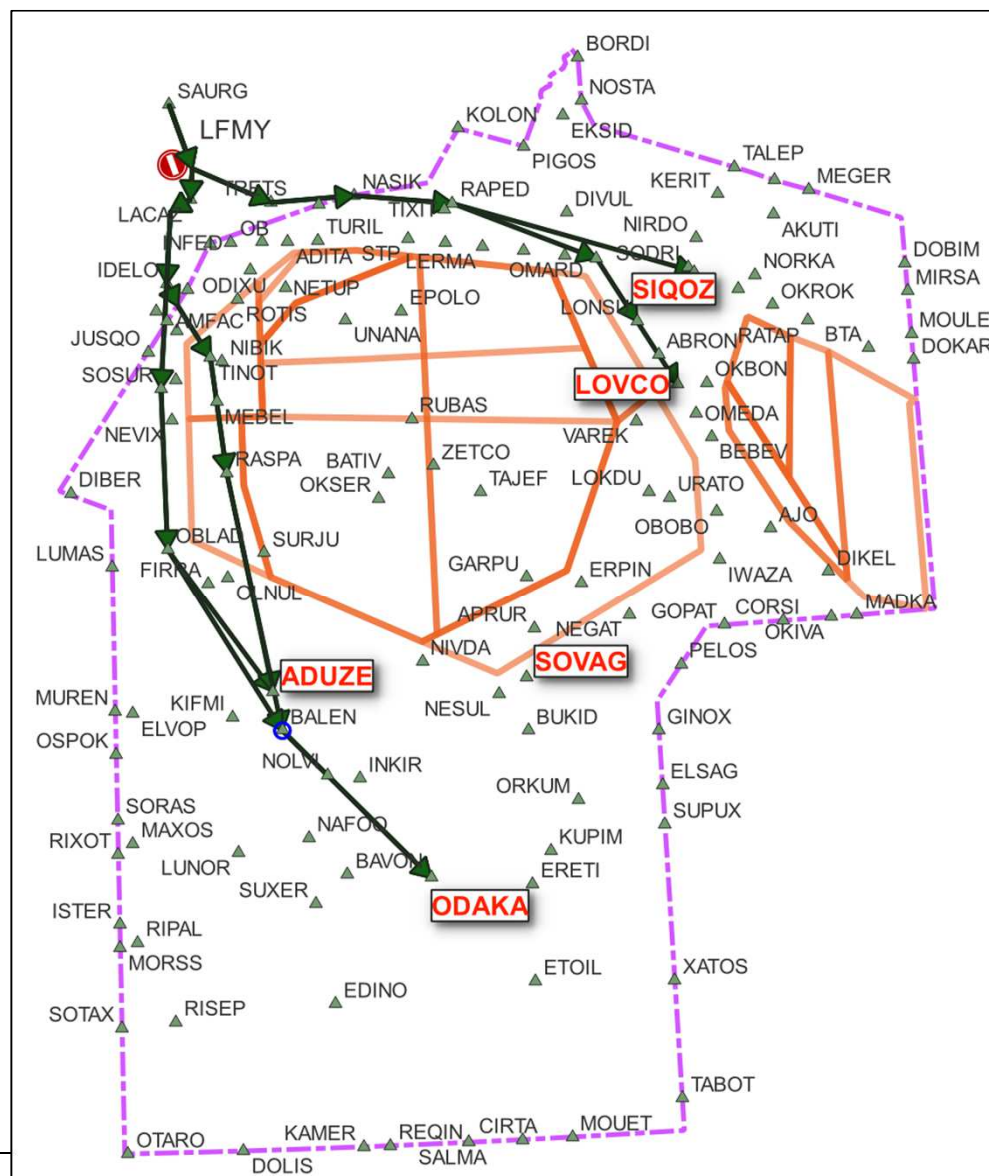 BORDI
NOSTA
SAURG
KOLON
EKSID
LFMY
PIGOS
TALEP
MEGER
KERIT
TRETS
NASIK
RAPED
DIVUL
LACAZ
TIXIT
NIRDO
AKUTI
INFED
OB
TURIL
ADITA
STP
LERMA
OMARD
SODRI
DOBIM
IDELO
ODIXU
NETUP
SIQOZ
NORKA
MIRSA
ROTIS
EPOLO
LONSI
OKROK
AMFAC
UNANA
MOULE
JUSQO
NIBIK
ABRON
RATAP
BTA
DOKAR
TINOT
SOSUR
LOVCO
OKBON
NEVIX
MEBEL
RUBAS
VAREK
OMEDA
BEBEV
RASPA
BATIV
ZETCO
DIBER
OKSER
TAJEF
LOKDU
URATO
OBOBO
AJO
OBLAD
SURJU
LUMAS
FIRPA
OLNUL
GARPU
ERPIN
IWAZA
DIKEL
APRUR
NEGAT
GOPAT
CORSI
MADKA
OKIVA
NIVDA
SOVAG
PELOS
ADUZE
NESUL
MUREN
KIFMI
ELVOP
BALEN
BUKID
GINOX
OSPOK
NOLVI
INKIR
ORKUM
ELSAG
SORAS
MAXOS
NAFOO
SUPUX
RIXOT
LUNOR
BAVON
KUPIM
SUXER
ERETI
ODAKA
ISTER
RIPAL
MORSS
ETOIL
XATOS
EDINO
SOTAX
RISEP
TABOT
OTARO
DOLIS
KAMER
REQIN
SALMA
CIRTA
MOUET